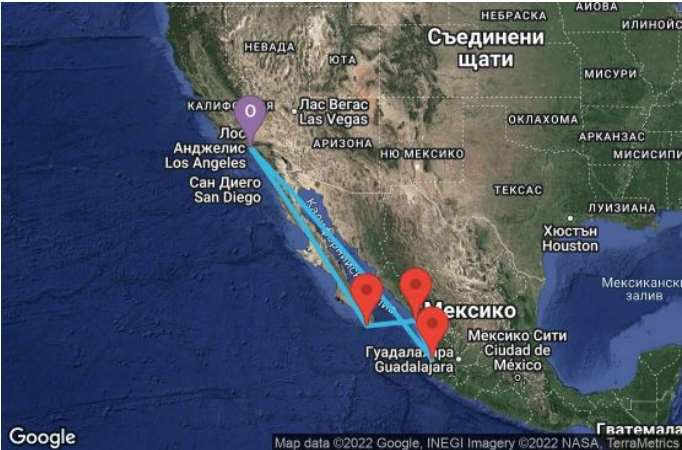 НЕБРАСКА
АЙОВА
ИЛИНОЙС
Съединени
щати
НЕВАДА
ЮТА
МИСУРИ
КАЛИФОРНИЯ
О
Лас Вегас
Las Vegas
Лос
Анджелис
Los Angeles
ОКЛАХОМА
АРКАНЗАС
АРИЗОНА
НЮ МЕКСИКО
МИСИСИПИ
Сан Диего
San Diego
ТЕКСАС
ЛУИЗИАНА
Хюстън
Houston
Мексикански
залив
Мексико
Мексико Сити
Ciudad de
México
Гуадалахара
Guadalajara
Гватемала
Google
Map data ©2022 Google, INEGI Imagery ©2022 NASA, TerraMetrics